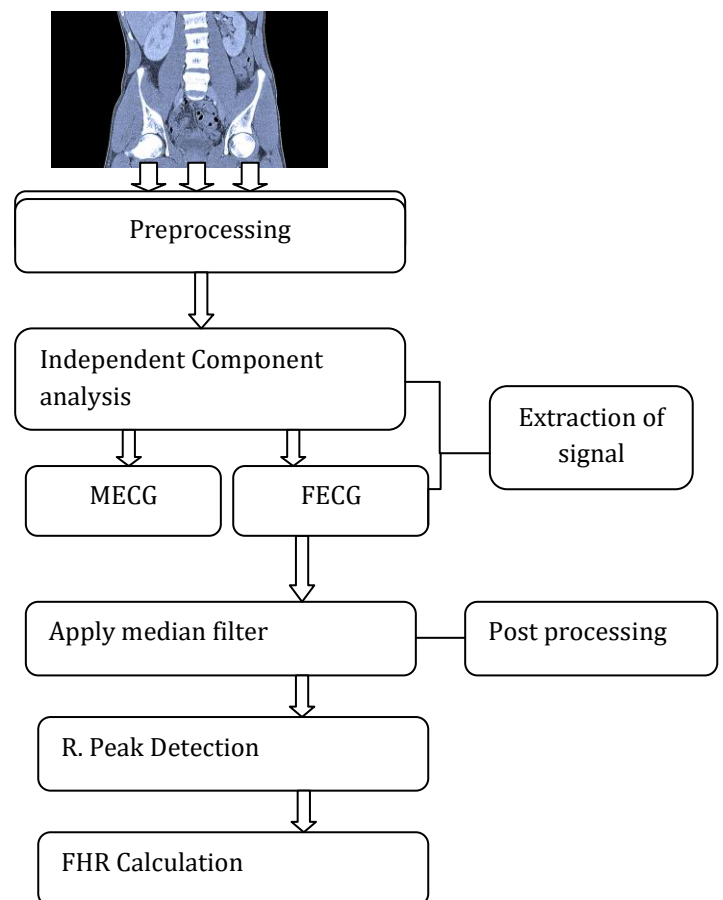 Preprocessing
Independent Component
analysis
Extraction of
signal
MECG
FECG
Apply median filter
Post processing
R. Peak Detection
FHR Calculation